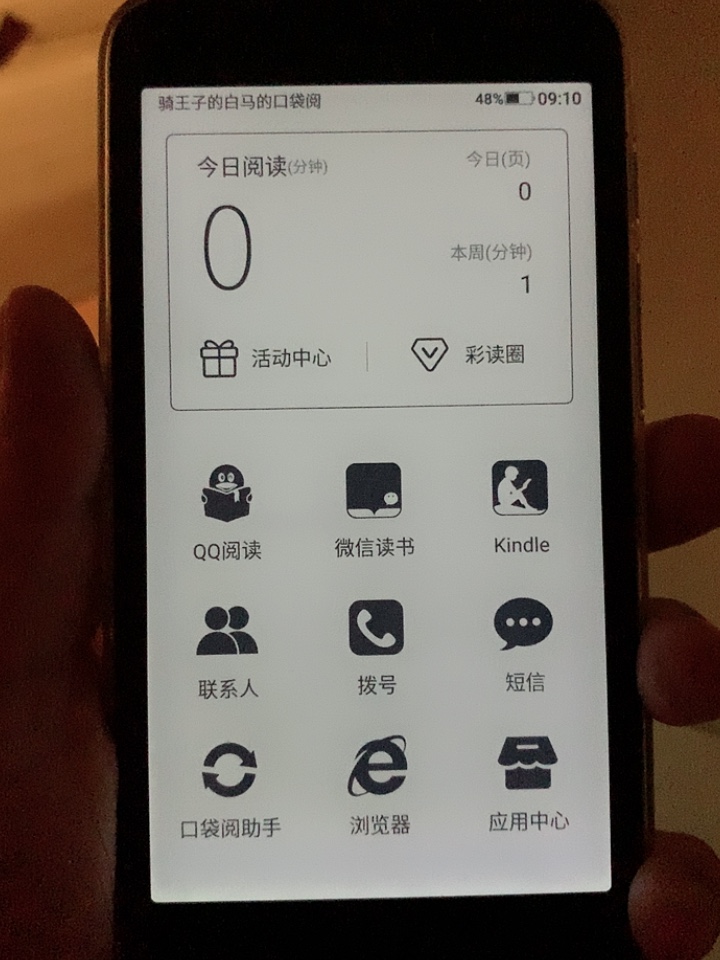 骑王子的白马的口袋阅 48% 09:10
今日阅读(分钟) 今日(页)
0 0
本周(分钟)
1
活动中心 彩读圈
QQ阅读 微信读书 Kindle
联系人 拨号 短信
口袋阅助手 浏览器 应用中心